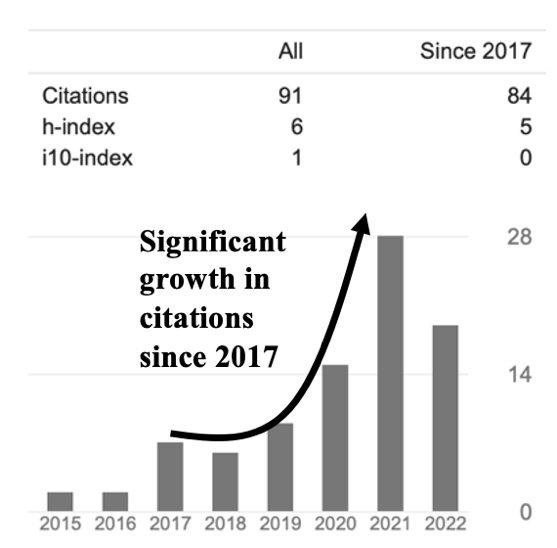 All Since 2017
Citations 91 84
h-index 6 5
i10-index 1 0
Significant
growth in
citations
since 2017
28
14
0
2015 2016 2017 2018 2019 2020 2021 2022